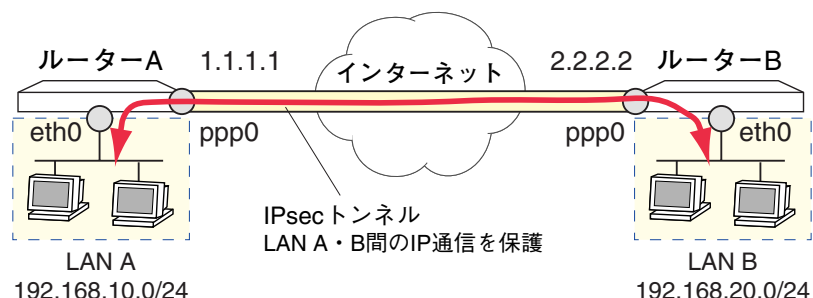 ルーターA
1.1.1.1
インターネット
2.2.2.2
ルーターB
eth0
ppp0
ppp0
eth0
IPsecトンネル
LAN A・B間のIP通信を保護
LAN A
192.168.10.0/24
LAN B
192.168.20.0/24